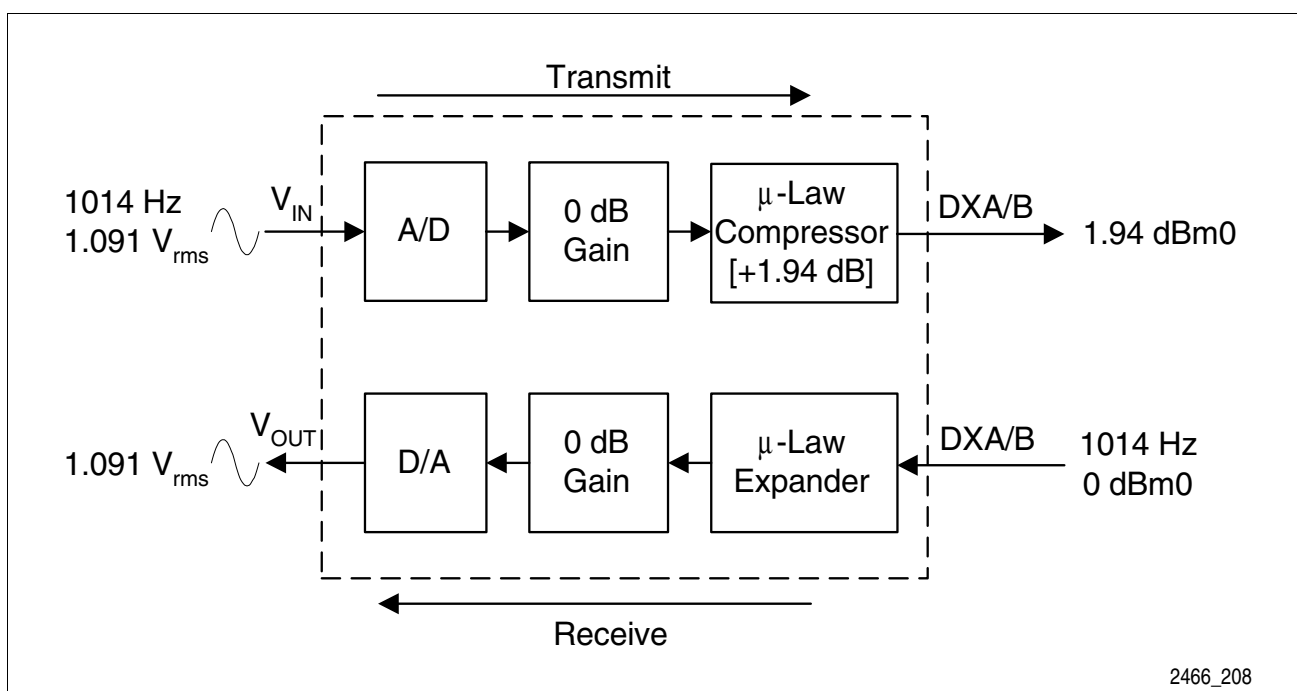 Transmit
1014 Hz
1.091 Vrms
VIN
A/D
0 dB
Gain
μ-Law
Compressor
[+1.94 dB]
DXA/B
1.94 dBm0
1.091 Vrms
VOUT
D/A
0 dB
Gain
μ-Law
Expander
DXA/B
1014 Hz
0 dBm0
Receive
2466_208